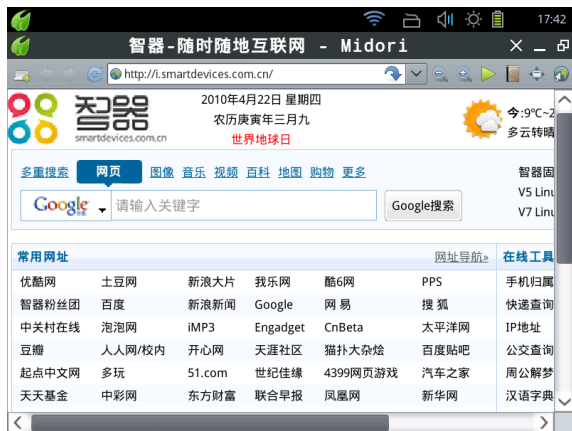 17:42
智器-随时随地互联网 - Midori
http://i.smartdevices.com.cn/
智器
smartdevices.com.cn
2010年4月22日 星期四
农历庚寅年三月九
世界地球日
今:9℃~2
多云转晴
多重搜索 网页 图像 音乐 视频 百科 地图 购物 更多
Google 请输入关键字 Google搜索
智器固
V5 Linu
V7 Linu
常用网址 网址导航» 在线工具
优酷网 土豆网 新浪大片 我乐网 酷6网 PPS 手机归属
智器粉丝团 百度 新浪新闻 Google 网 易 搜 狐 快递查询
中关村在线 泡泡网 iMP3 Engadget CnBeta 太平洋网 IP地址
豆瓣 人人网/校内 开心网 天涯社区 猫扑大杂烩 百度贴吧 公交查询
起点中文网 多玩 51.com 世纪佳缘 4399网页游戏 汽车之家 周公解梦
天天基金 中彩网 东方财富 联合早报 凤凰网 新华网 汉语字典